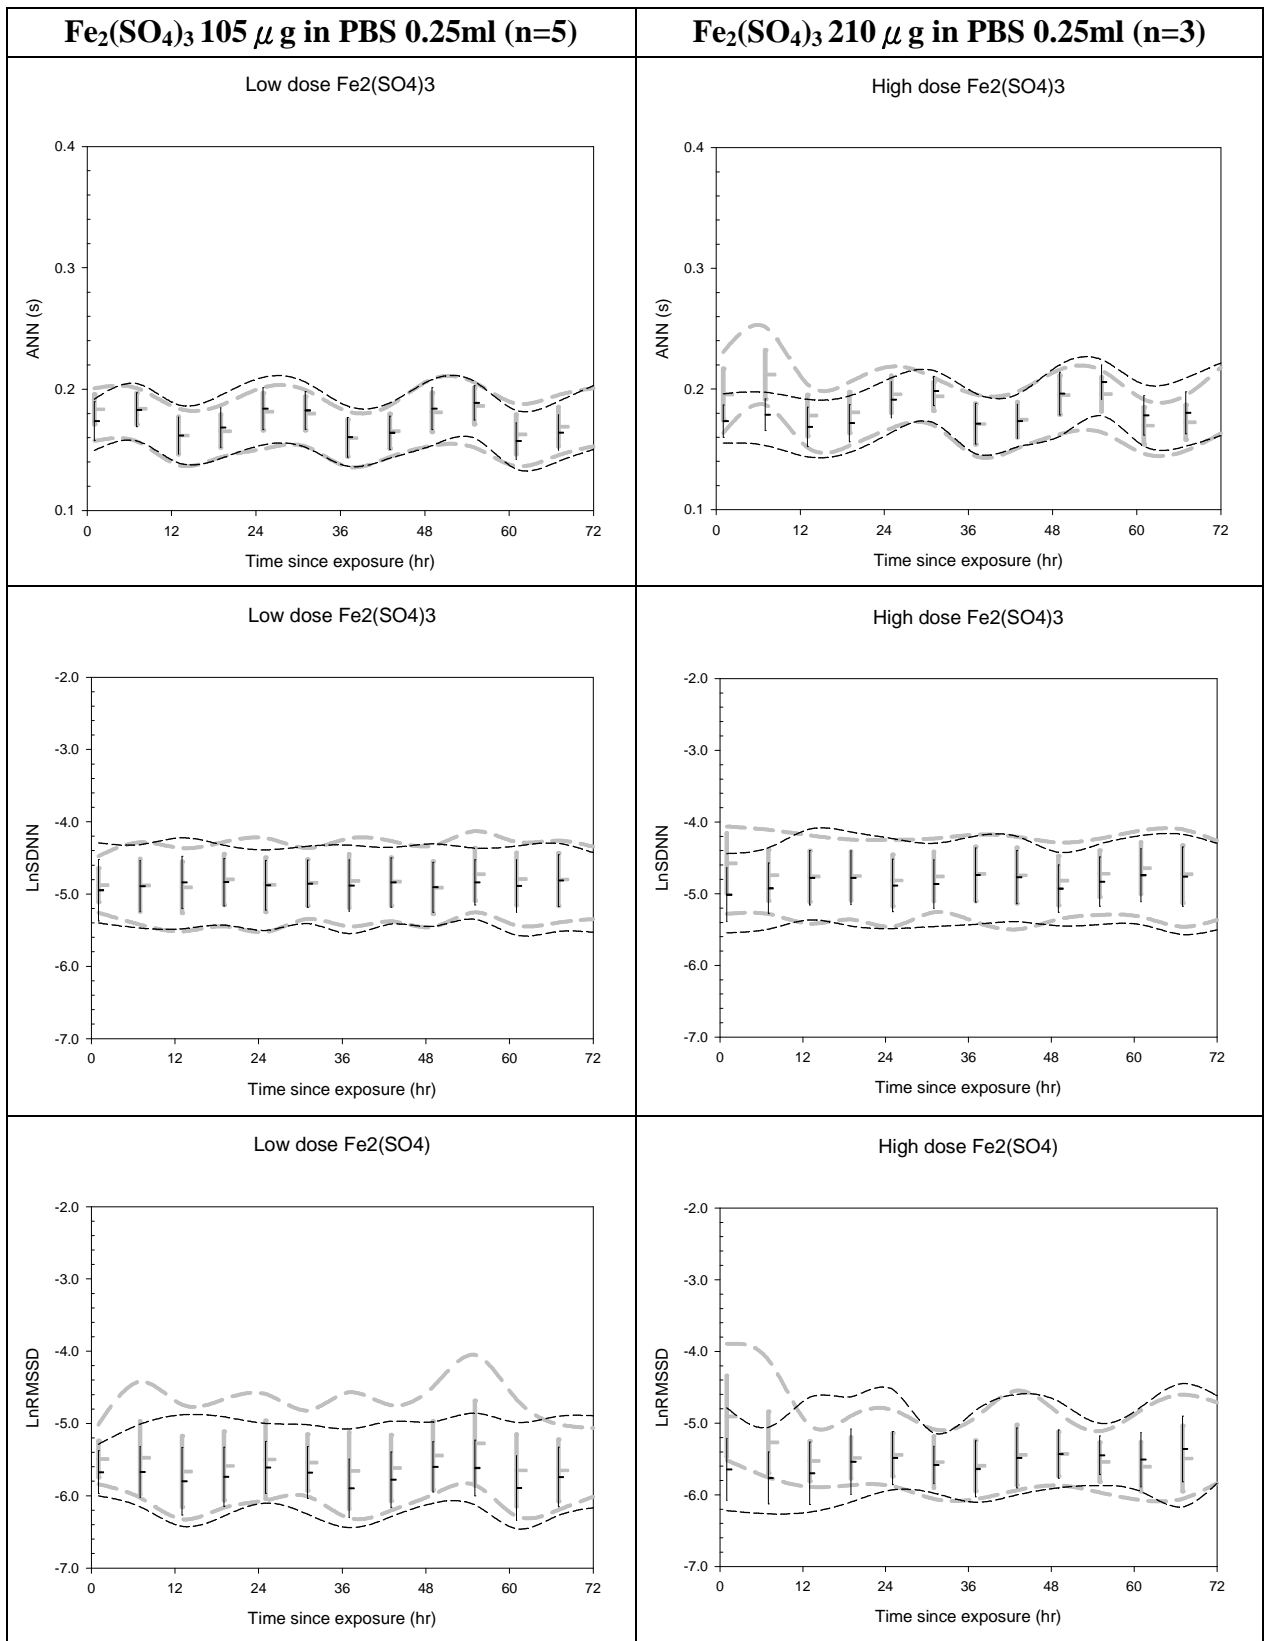 Fe₂(SO₄)₃ 105 μ g in PBS 0.25ml (n=5)
Fe₂(SO₄)₃ 210 μ g in PBS 0.25ml (n=3)
Low dose Fe2(SO4)3
0.4
0.3
0.2
0.1
ANN (s)
0 12 24 36 48 60 72
Time since exposure (hr)
High dose Fe2(SO4)3
0.4
0.3
0.2
0.1
ANN (s)
0 12 24 36 48 60 72
Time since exposure (hr)
Low dose Fe2(SO4)3
-2.0
-3.0
-4.0
-5.0
-6.0
-7.0
LnSDNN
0 12 24 36 48 60 72
Time since exposure (hr)
High dose Fe2(SO4)3
-2.0
-3.0
-4.0
-5.0
-6.0
-7.0
LnSDNN
0 12 24 36 48 60 72
Time since exposure (hr)
Low dose Fe2(SO4)
-2.0
-3.0
-4.0
-5.0
-6.0
-7.0
LnRMSSD
0 12 24 36 48 60 72
Time since exposure (hr)
High dose Fe2(SO4)
-2.0
-3.0
-4.0
-5.0
-6.0
-7.0
LnRMSSD
0 12 24 36 48 60 72
Time since exposure (hr)